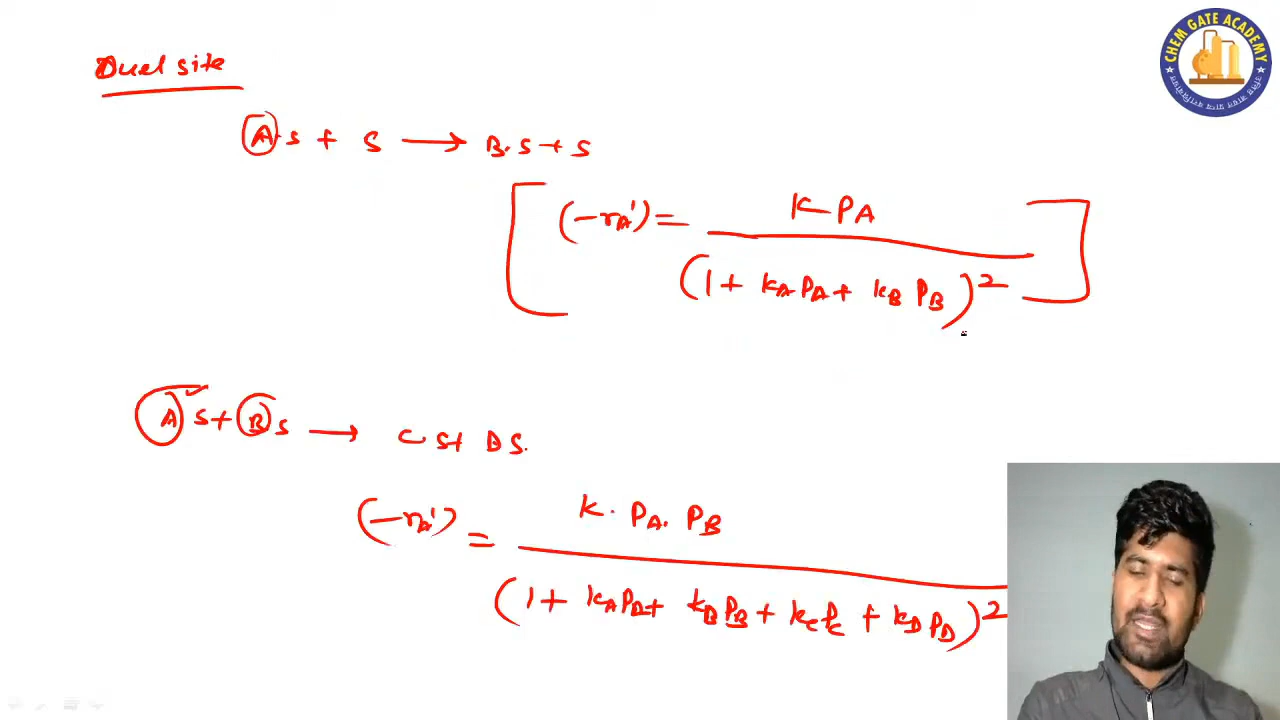 Dual site
CHEM GATE ACADEMY
A.S + S → B.S + S
(-rA') = K PA / (1 + KA PA + KB PB)²
A S + B S → C S + D S.
(-rA') = K. PA. PB / (1 + KA PA + KB PB + KC PC + KD PD)²